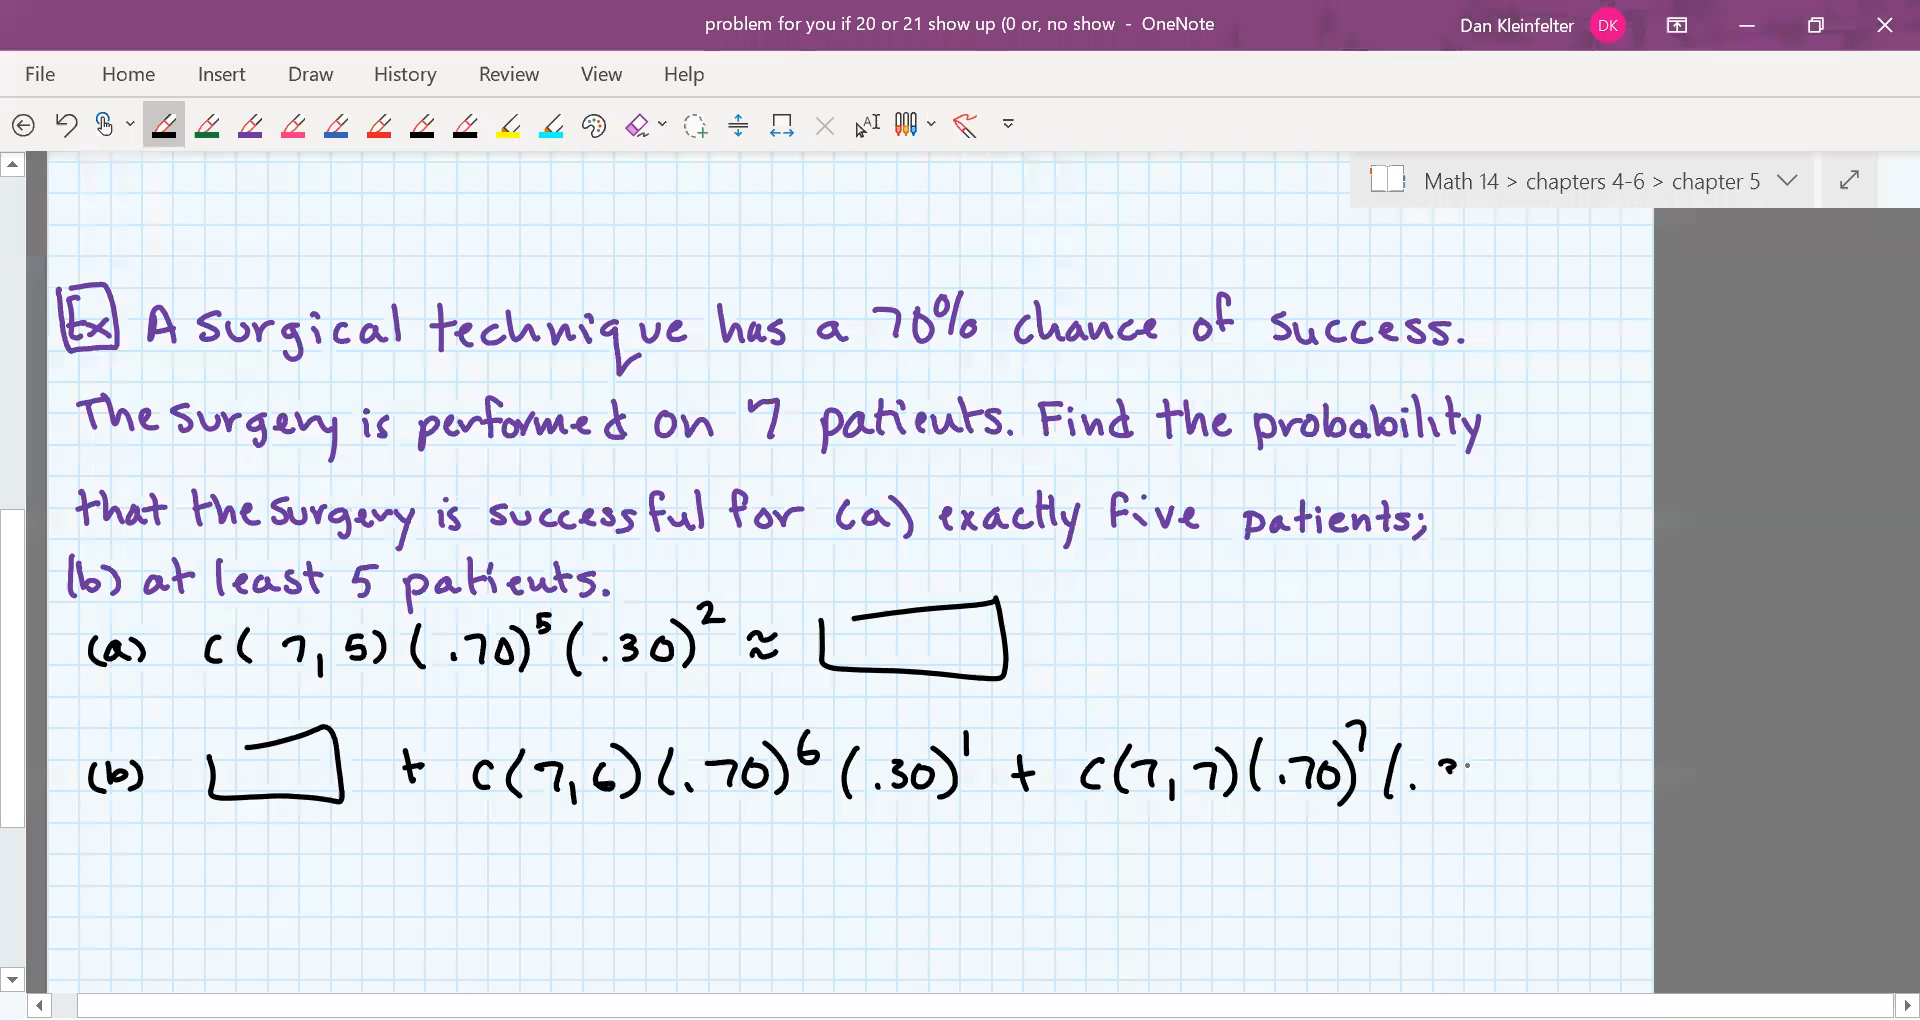 problem for you if 20 or 21 show up (0 or, no show - OneNote
Dan Kleinfelter DK
File Home Insert Draw History Review View Help
Math 14 > chapters 4-6 > chapter 5
Ex A surgical technique has a 70% chance of success.
The surgery is performed on 7 patients. Find the probability
that the surgery is successful for (a) exactly five patients;
(b) at least 5 patients.
(a) C(7,5)(.70)^5(.30)^2 ≈
(b) + C(7,6)(.70)^6(.30)^1 + C(7,7)(.70)^7(.